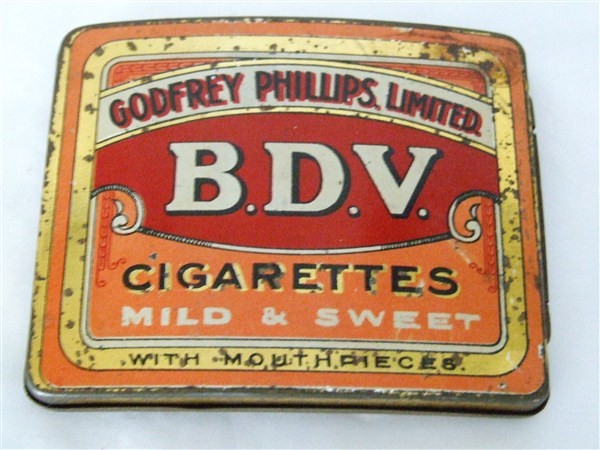 GODFREY PHILLIPS, LIMITED.
B.D.V.
CIGARETTES
MILD & SWEET
WITH MOUTHPIECES.